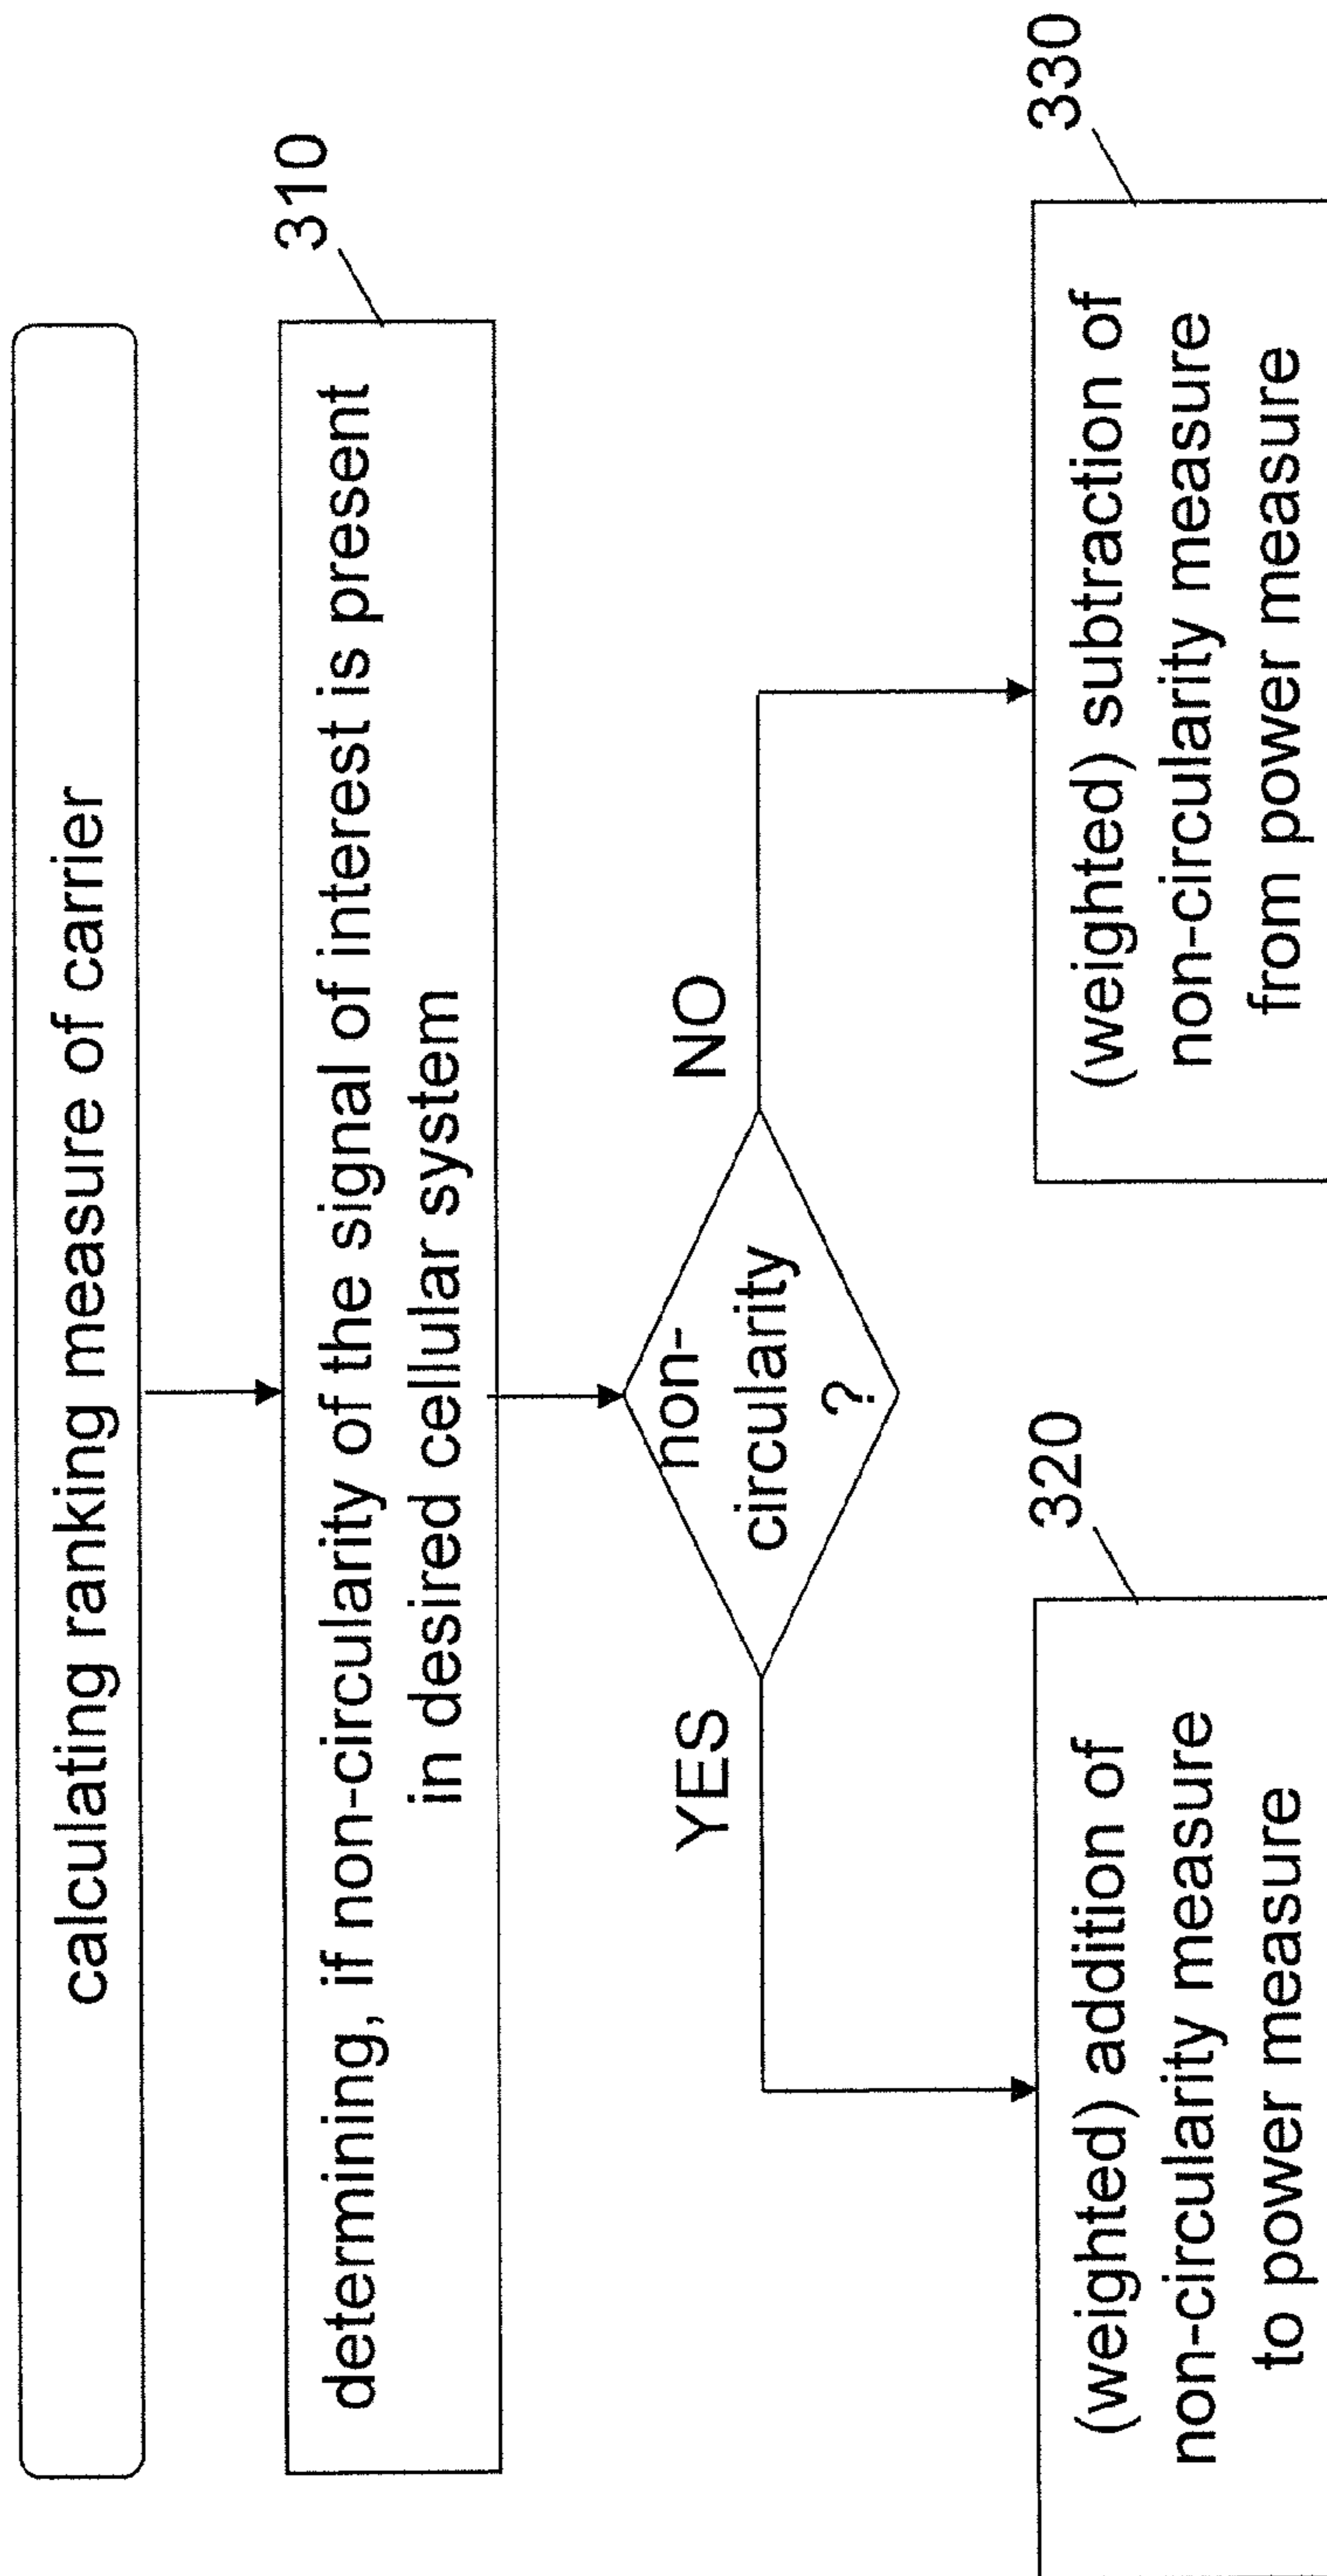 calculating ranking measure of carrier
310
determining, if non-circularity of the signal of interest is present
in desired cellular system
non-
circularity
?
YES
NO
320
(weighted) addition of
non-circularity measure
to power measure
330
(weighted) subtraction of
non-circularity measure
from power measure